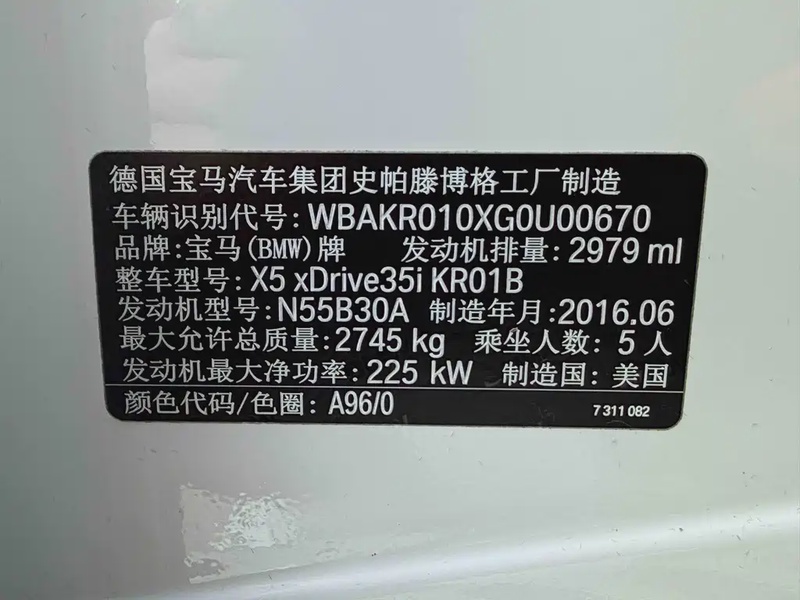 德国宝马汽车集团史帕滕博格工厂制造
车辆识别代号: WBAKR010XG0U00670
品牌: 宝马(BMW)牌 发动机排量: 2979 ml
整车型号: X5 xDrive35i KR01B
发动机型号: N55B30A 制造年月: 2016.06
最大允许总质量: 2745 kg 乘坐人数: 5 人
发动机最大净功率: 225 kW 制造国: 美国
颜色代码/色圈: A96/0 7 311 082